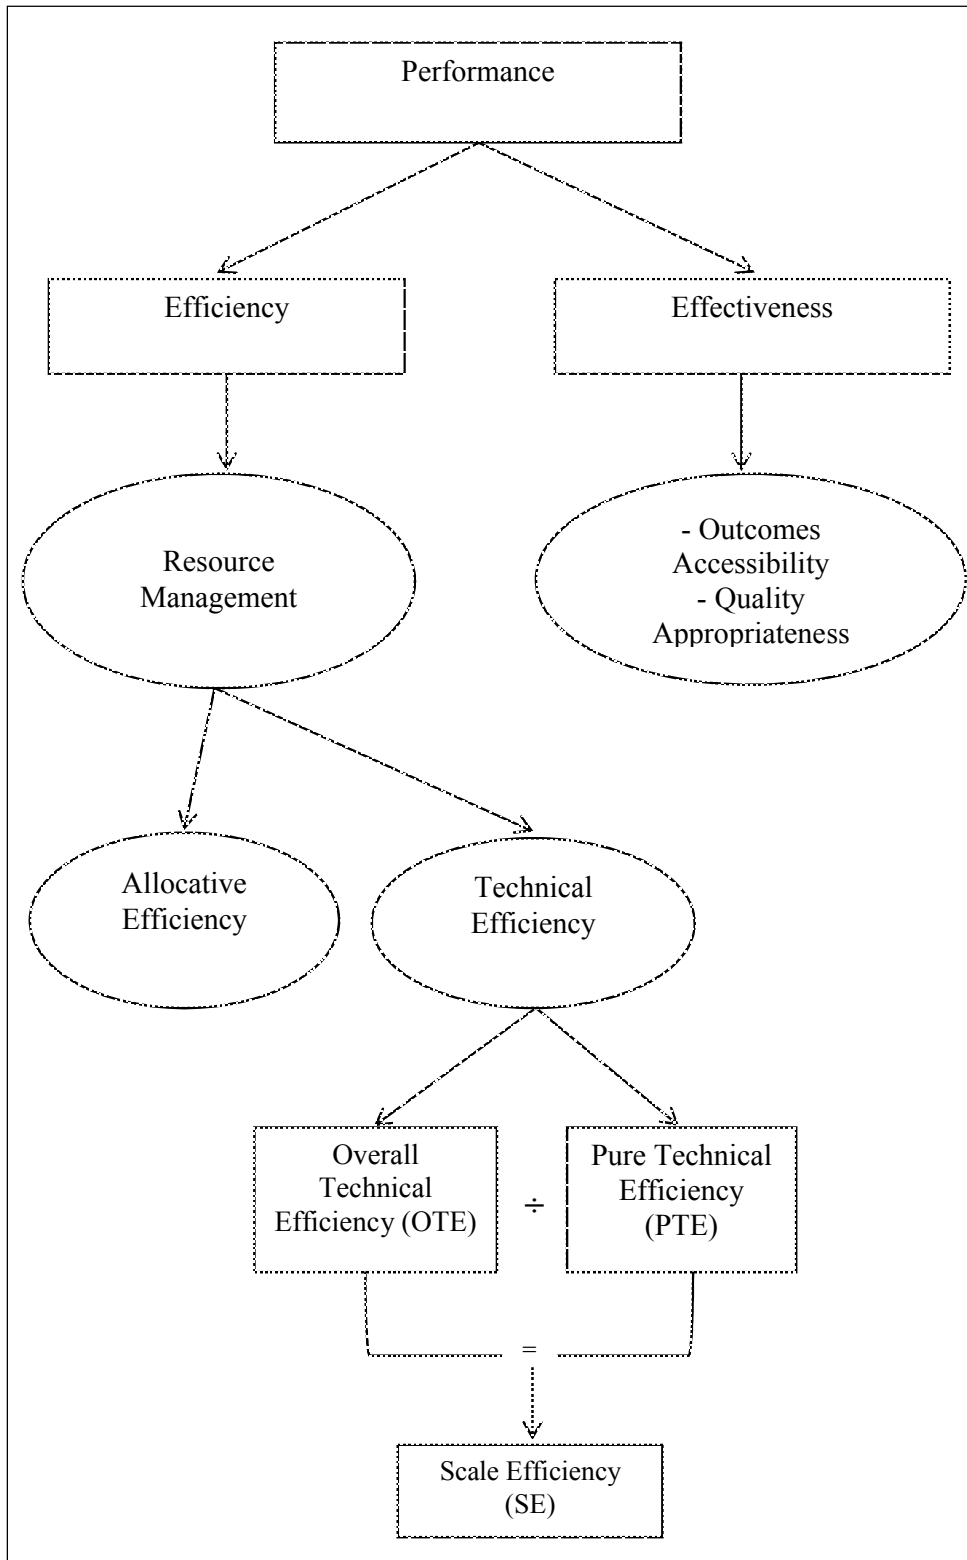 Performance
Efficiency
Effectiveness
Resource
Management
- Outcomes
Accessibility
- Quality
Appropriateness
Allocative
Efficiency
Technical
Efficiency
Overall
Technical
Efficiency (OTE)
÷
Pure Technical
Efficiency
(PTE)
=
Scale Efficiency
(SE)